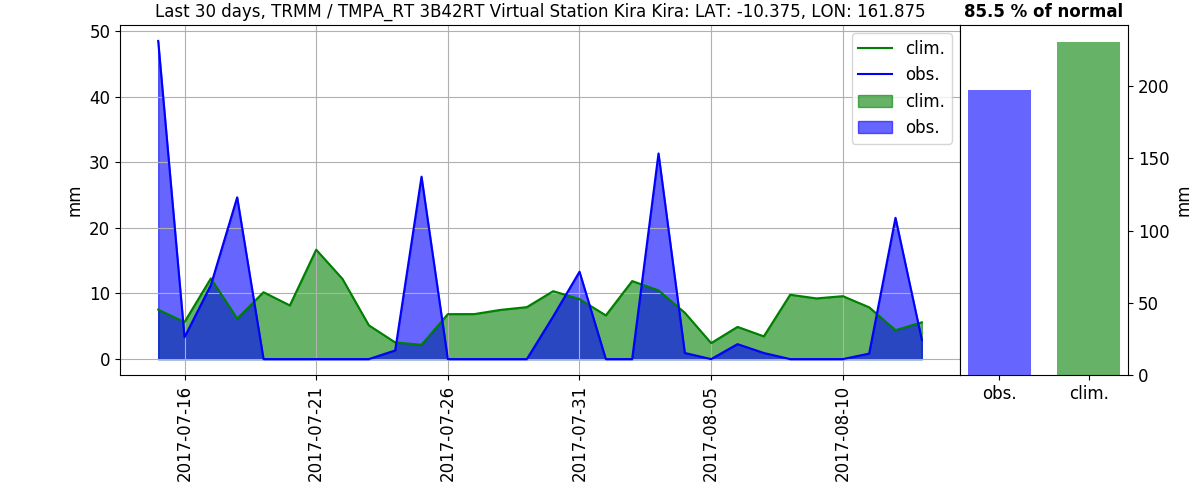 Last 30 days, TRMM / TMPA_RT 3B42RT Virtual Station Kira Kira: LAT: -10.375, LON: 161.875
85.5 % of normal
50
40
30
20
10
0
mm
clim.
obs.
clim.
obs.
2017-07-16
2017-07-21
2017-07-26
2017-07-31
2017-08-05
2017-08-10
200
150
100
50
0
mm
obs.
clim.